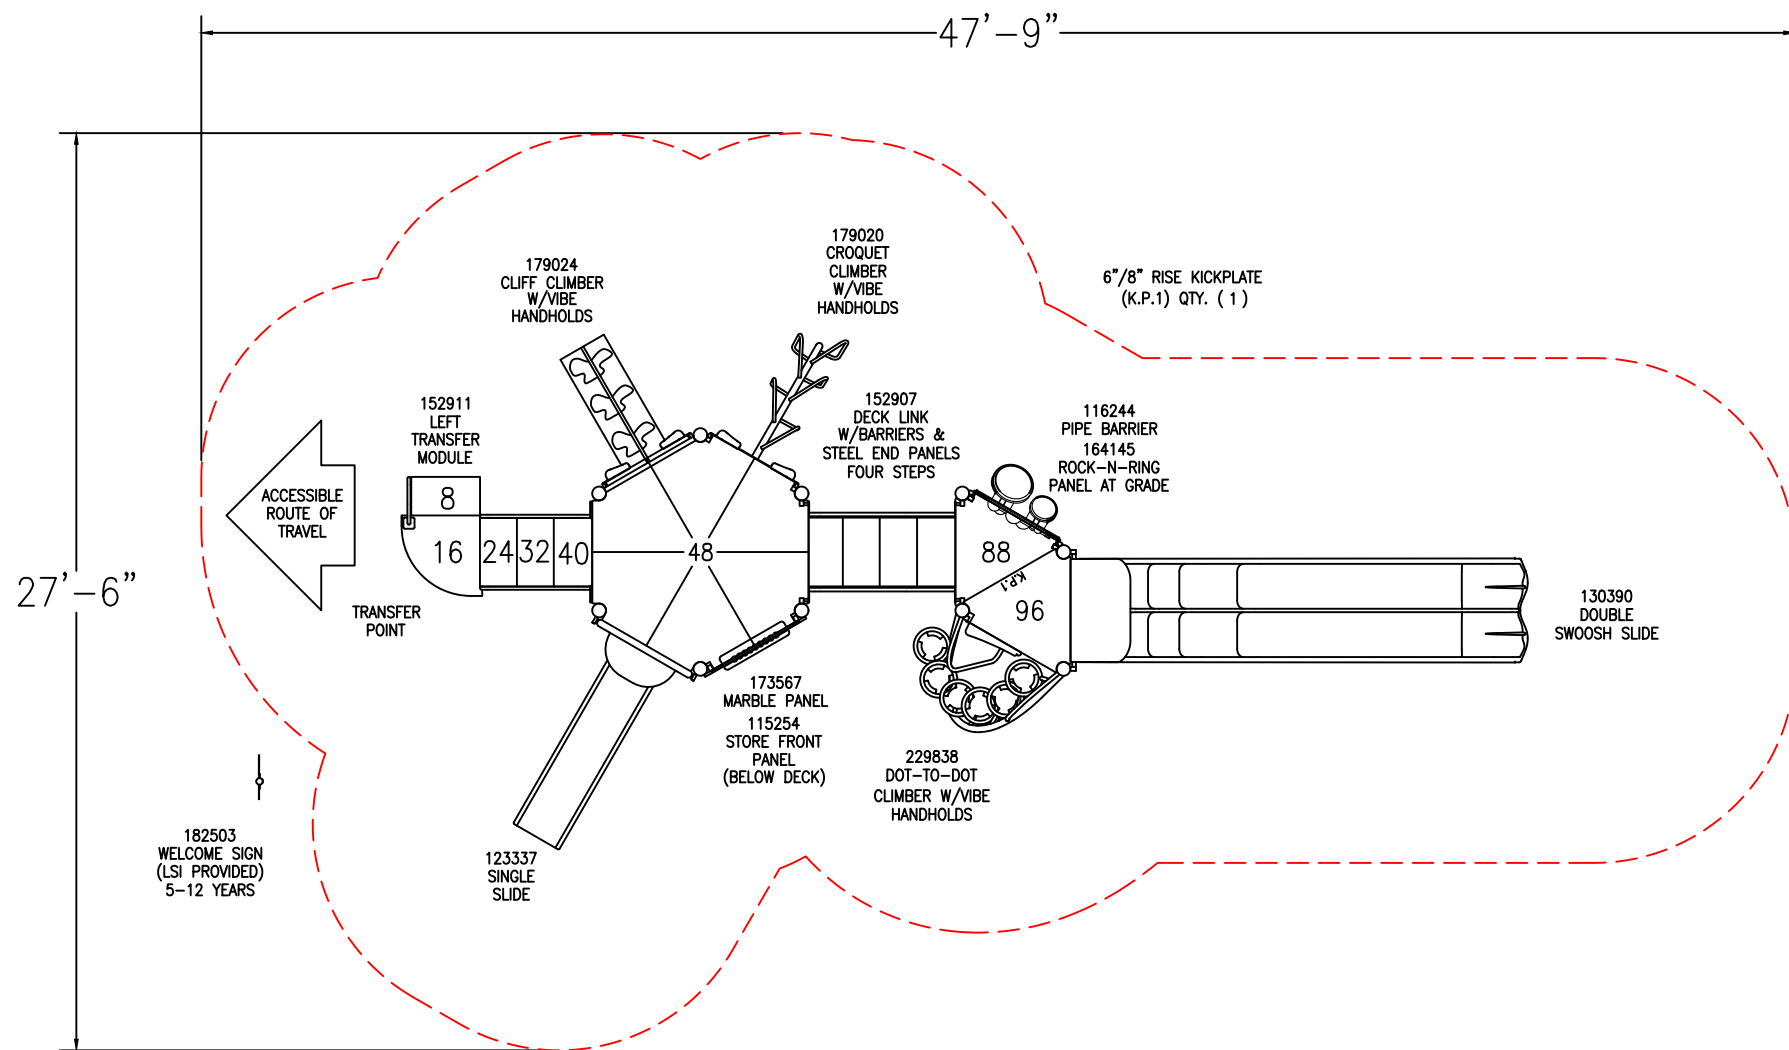 47'-9"
27'-6"
179024
CLIFF CLIMBER
W/VIBE
HANDHOLDS
179020
CROQUET
CLIMBER
W/VIBE
HANDHOLDS
6"/8" RISE KICKPLATE
(K.P.1) QTY. ( 1 )
152911
LEFT
TRANSFER
MODULE
152907
DECK LINK
W/BARRIERS &
STEEL END PANELS
FOUR STEPS
116244
PIPE BARRIER
164145
ROCK-N-RING
PANEL AT GRADE
ACCESSIBLE
ROUTE OF
TRAVEL
8
16
24
32
40
48
88
K.P.1
96
TRANSFER
POINT
130390
DOUBLE
SWOOSH SLIDE
173567
MARBLE PANEL
115254
STORE FRONT
PANEL
(BELOW DECK)
229838
DOT-TO-DOT
CLIMBER W/VIBE
HANDHOLDS
182503
WELCOME SIGN
(LSI PROVIDED)
5-12 YEARS
123337
SINGLE
SLIDE